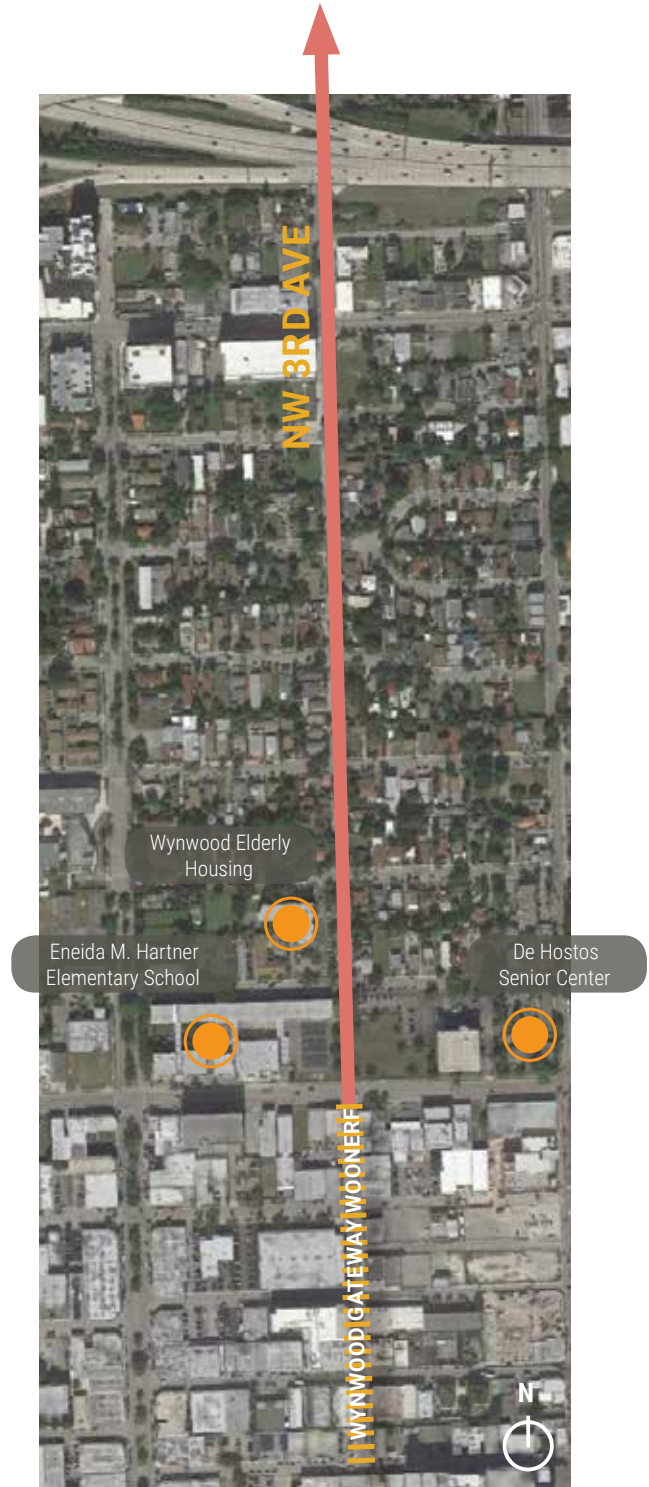 NW 3RD AVE
Wynwood Elderly
Housing
Eneida M. Hartner
Elementary School
De Hostos
Senior Center
WYNWOOD GATEWAY WOONERF
N